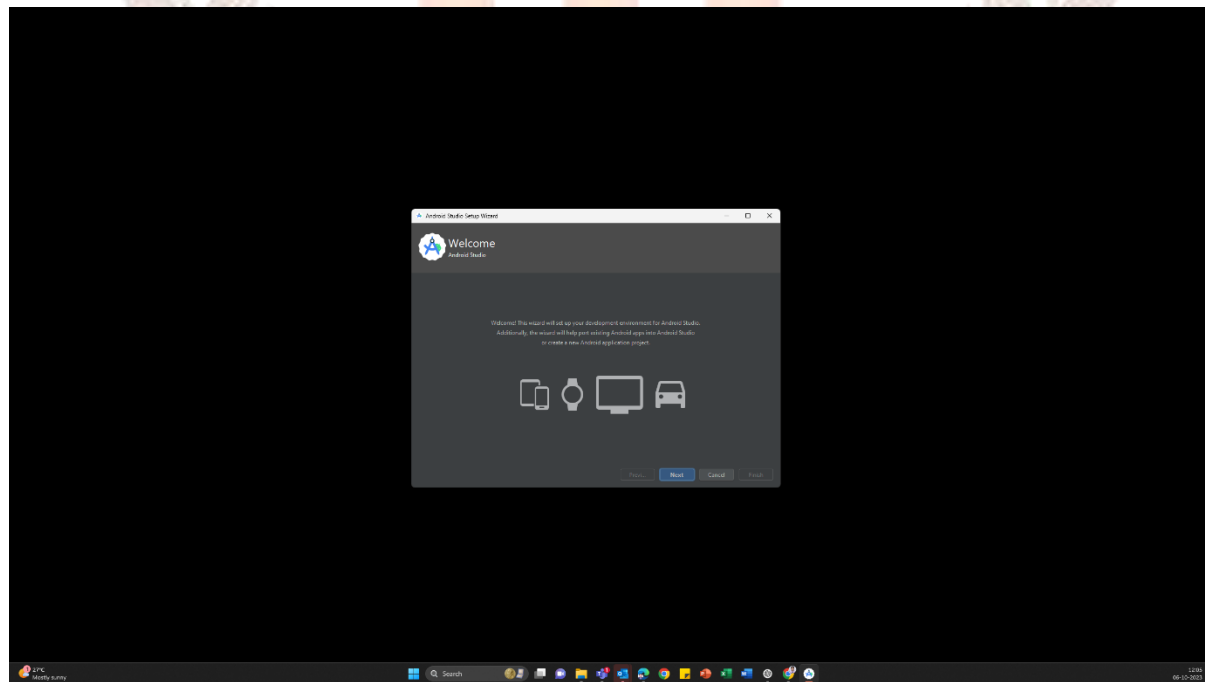 Android Studio Setup Wizard
Welcome
Android Studio
Welcome! This wizard will set up your development environment for Android Studio.
Additionally, the wizard will help port existing Android apps into Android Studio
or create a new Android application project.
Next
Cancel
Finish
27°C
Mostly sunny
Search
12:05
06-10-2023